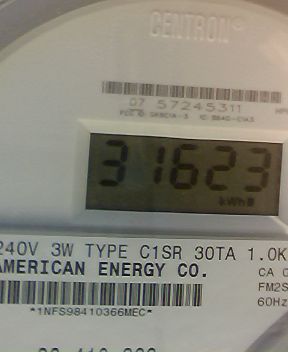 CENTRON®
07 57245311
31623
kWh
240V 3W TYPE C1SR 30TA 1.0K
AMERICAN ENERGY CO.
CA 0
FM2S
60Hz
*1NFS98410366MEC*